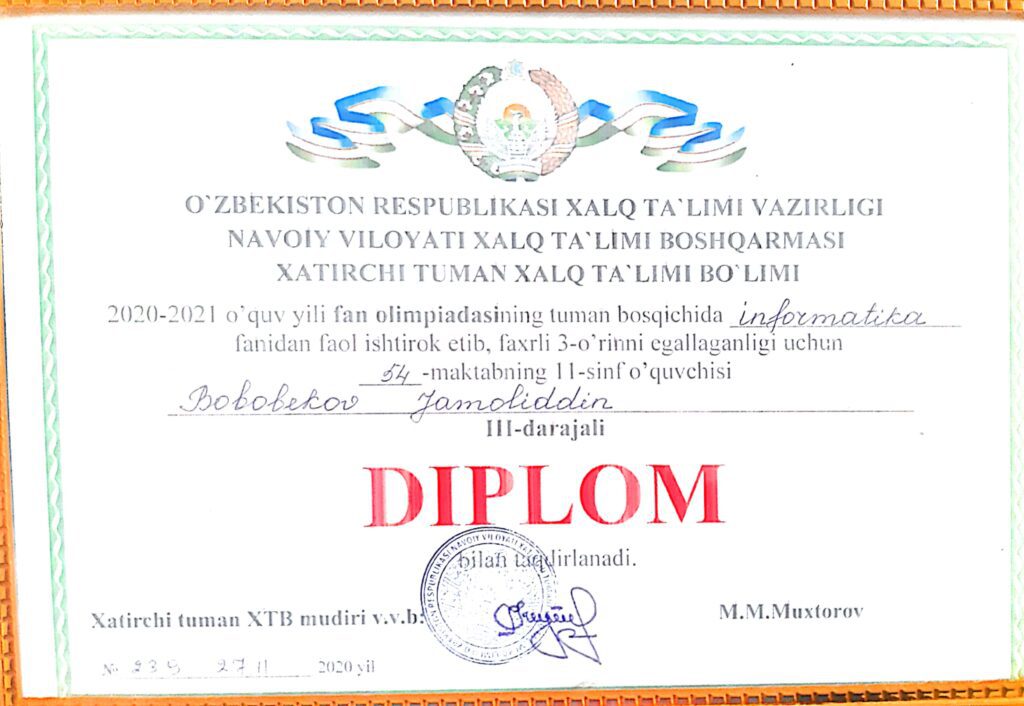 O`ZBEKISTON RESPUBLIKASI XALQ TA`LIMI VAZIRLIGI
NAVOIY VILOYATI XALQ TA`LIMI BOSHQARMASI
XATIRCHI TUMAN XALQ TA`LIMI BO`LIMI
2020-2021 o’quv yili fan olimpiadasining tuman bosqichida informatika
fanidan faol ishtirok etib, faxrli 3-o’rinni egallaganligi uchun
54 -maktabning 11-sinf o’quvchisi
Bobobekov Jamoliddin
III-darajali
DIPLOM
bilan taqdirlanadi.
Xatirchi tuman XTB mudiri v.v.b:
M.M.Muxtorov
№ 239 27 11 2020 yil